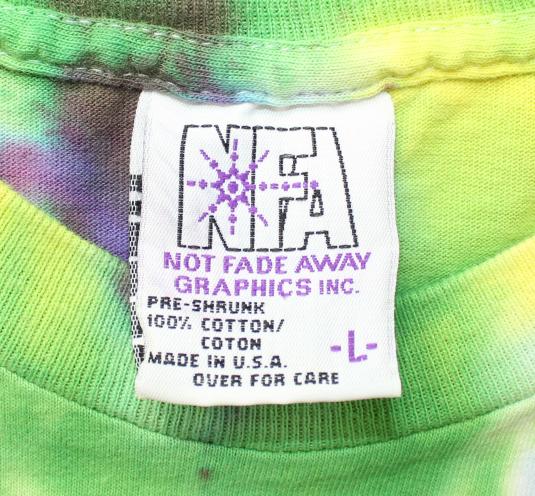 NFA
NOT FADE AWAY
GRAPHICS INC.
PRE-SHRUNK
100% COTTON/
COTON
MADE IN U.S.A.
-L-
OVER FOR CARE